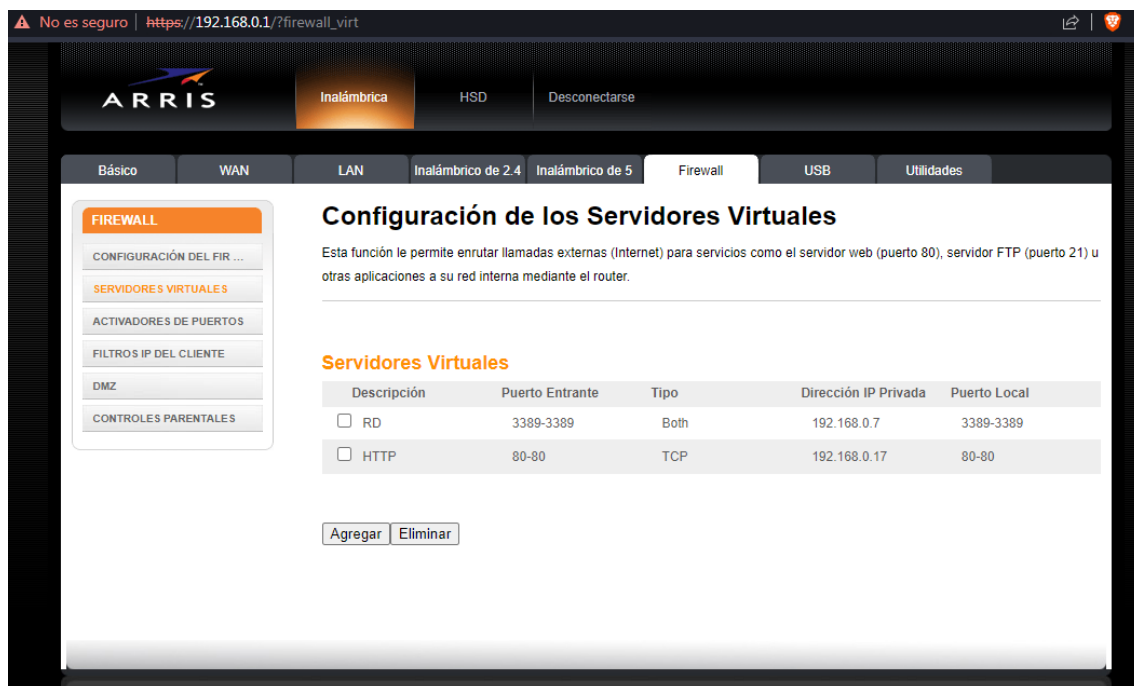 No es seguro | https://192.168.0.1/?firewall_virt
ARRIS
Inalámbrica HSD Desconectarse
Básico WAN LAN Inalámbrico de 2.4 Inalámbrico de 5 Firewall USB Utilidades
FIREWALL
CONFIGURACIÓN DEL FIR ...
SERVIDORES VIRTUALES
ACTIVADORES DE PUERTOS
FILTROS IP DEL CLIENTE
DMZ
CONTROLES PARENTALES
Configuración de los Servidores Virtuales
Esta función le permite enrutar llamadas externas (Internet) para servicios como el servidor web (puerto 80), servidor FTP (puerto 21) u
otras aplicaciones a su red interna mediante el router.
Servidores Virtuales
Descripción Puerto Entrante Tipo Dirección IP Privada Puerto Local
RD 3389-3389 Both 192.168.0.7 3389-3389
HTTP 80-80 TCP 192.168.0.17 80-80
Agregar Eliminar